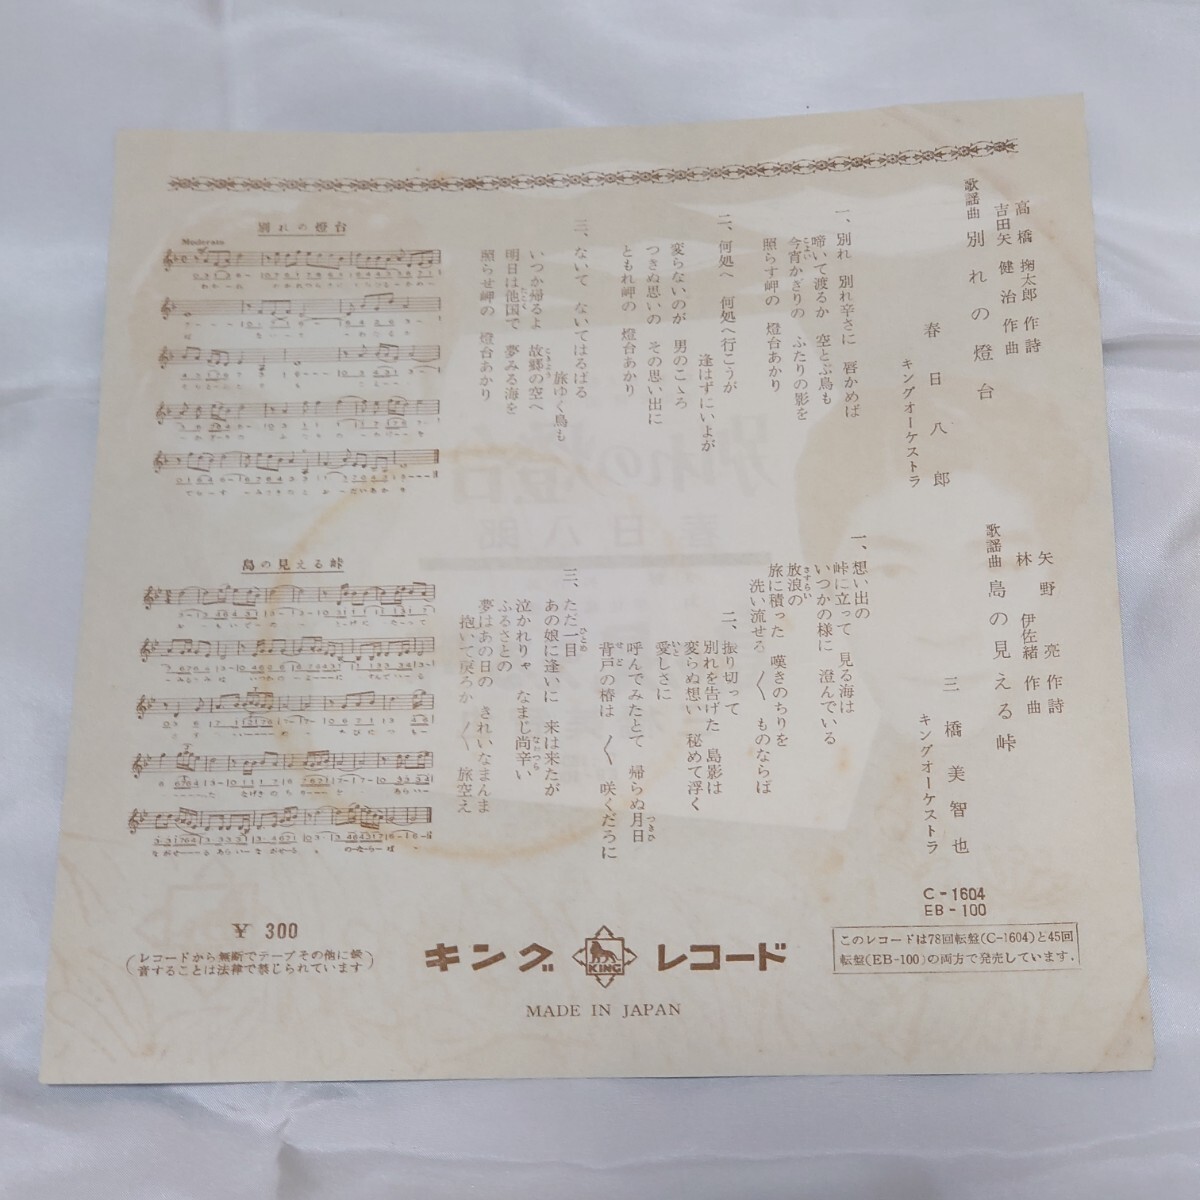 高橋 掬太郎 作詩
吉田矢 健治 作曲
歌謡曲 別れの燈台
春日八郎
キングオーケストラ
一、別れ 別れ辛さに 唇かめば
啼いて渡るか 空とぶ鳥も
今宵かぎりの ふたりの影を
照らす岬の 燈台あかり
二、何処へ 何処へ行こうが
逢はずにいよが
変らないのが 男のこゝろ
つきぬ思いの その思い出に
ともれ岬の 燈台あかり
三、ないて ないてはるばる
旅ゆく鳥も
いつか帰るよ 故郷の空へ
明日は他国で 夢みる海を
照らせ岬の 燈台あかり
別れの燈台
Moderato
矢野 亮 作詩
林 伊佐緒 作曲
歌謡曲 島の見える峠
三橋美智也
キングオーケストラ
一、想い出の
峠に立って 見る海は
いつかの様に 澄んでいる
放浪の
旅に積った 嘆きのちりを
洗い流せろ 〱 ものならば
二、振り切って
別れを告げた 島影は
変らぬ想い 秘めて浮く
愛しさに
呼んでみたとて 帰らぬ月日
音戸の椿は 〱 咲くだろに
三、ただ一目
あの娘に逢いに 来は来たが
泣かれりゃ なまじ尚辛い
ふるさとの
夢はあの日の きれいなまんま
抱いて戻ろか 〱 旅空え
島の見える峠
C-1604
EB-100
¥ 300
(レコードから無断でテープその他に録
音することは法律で禁じられています)
キング KING レコード
このレコードは78回転盤(C-1604)と45回
転盤(EB-100)の両方で発売しています.
MADE IN JAPAN